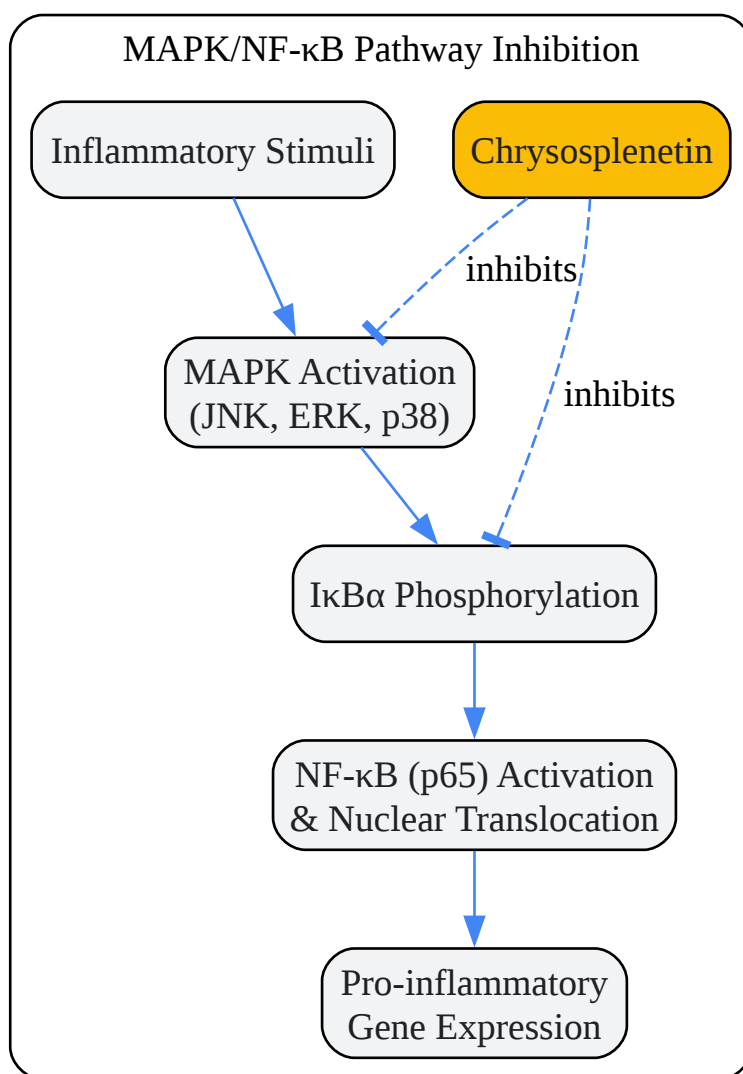 MAPK/NF-κB Pathway Inhibition
Inflammatory Stimuli
Chrysosplenetin
inhibits
MAPK Activation
(JNK, ERK, p38)
inhibits
IκBα Phosphorylation
NF-κB (p65) Activation
& Nuclear Translocation
Pro-inflammatory
Gene Expression